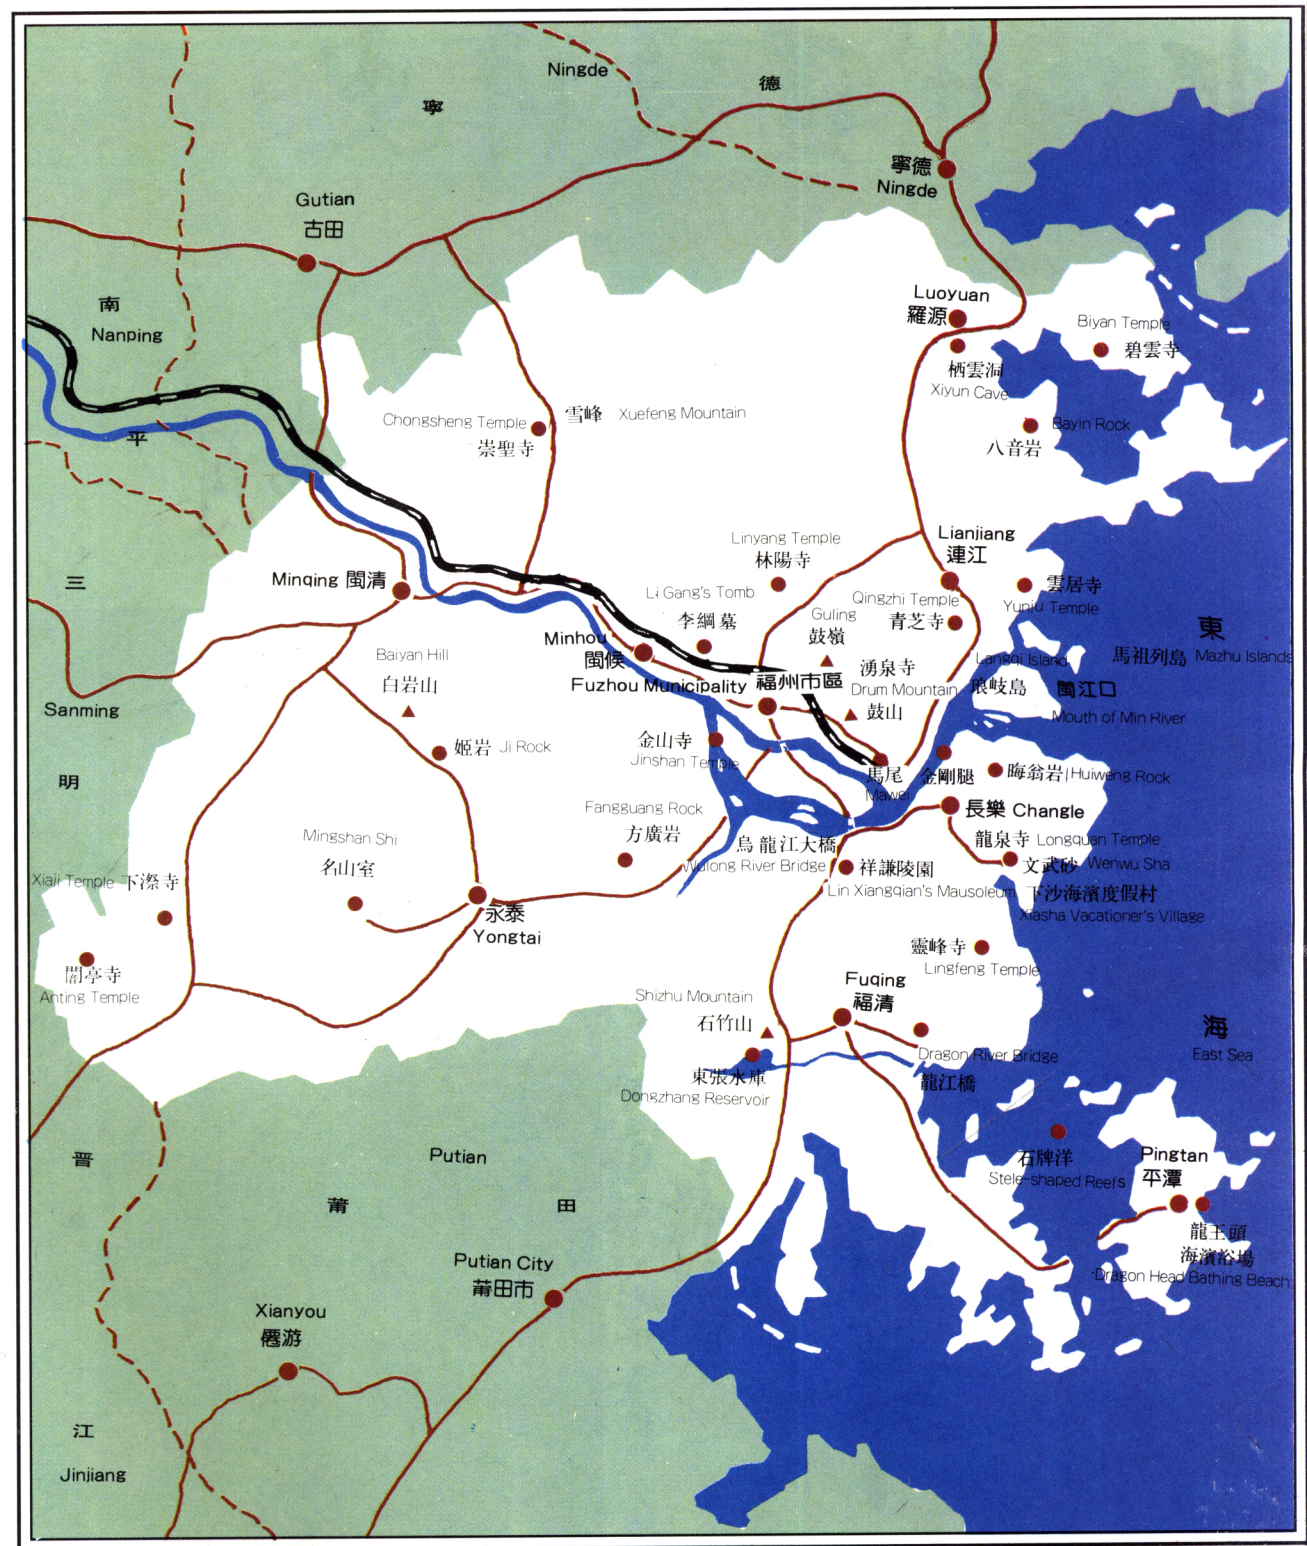 Ningde
德
寧
寧德
Ningde
Gutian
古田
南
Nanping
平
Luoyuan
羅源
Biyan Temple
碧雲寺
栖雲洞
Xiyun Cave
Chongsheng Temple
崇聖寺
雪峰 Xuefeng Mountain
Bayin Rock
八音岩
Lianjiang
連江
Linyang Temple
林陽寺
三
Minqing 閩清
Li Gang's Tomb
李綱墓
Qingzhi Temple
青芝寺
雲居寺
Yunju Temple
Guling
鼓嶺
東
Minhou
閩候
Baiyan Hill
白岩山
Langqi Island
琅岐島
馬祖列島 Mazhu Islands
湧泉寺
Drum Mountain
鼓山
Fuzhou Municipality 福州市區
閩江口
Mouth of Min River
Sanming
明
姬岩 Ji Rock
金山寺
Jinshan Temple
馬尾
Mawei
金剛腿
晦翁岩 Huiweng Rock
Fangguang Rock
方廣岩
長樂 Changle
Mingshan Shi
名山室
烏龍江大橋
Wulong River Bridge
龍泉寺 Longquan Temple
文武砂 Wenwu Sha
祥謙陵園
Lin Xiangqian's Mausoleum
下沙海濱度假村
Xiasha Vacationer's Village
Xiaji Temple 下漈寺
永泰
Yongtai
靈峰寺
Lingfeng Temple
闇亭寺
Anting Temple
Fuqing
福清
Shizhu Mountain
石竹山
海
East Sea
Dragon River Bridge
龍江橋
東張水庫
Dongzhang Reservoir
晋
Putian
莆
田
石牌洋
Stele-shaped Reefs
Pingtan
平潭
龍王頭
海濱浴場
Dragon Head Bathing Beach
Putian City
莆田市
Xianyou
僊游
江
Jinjiang